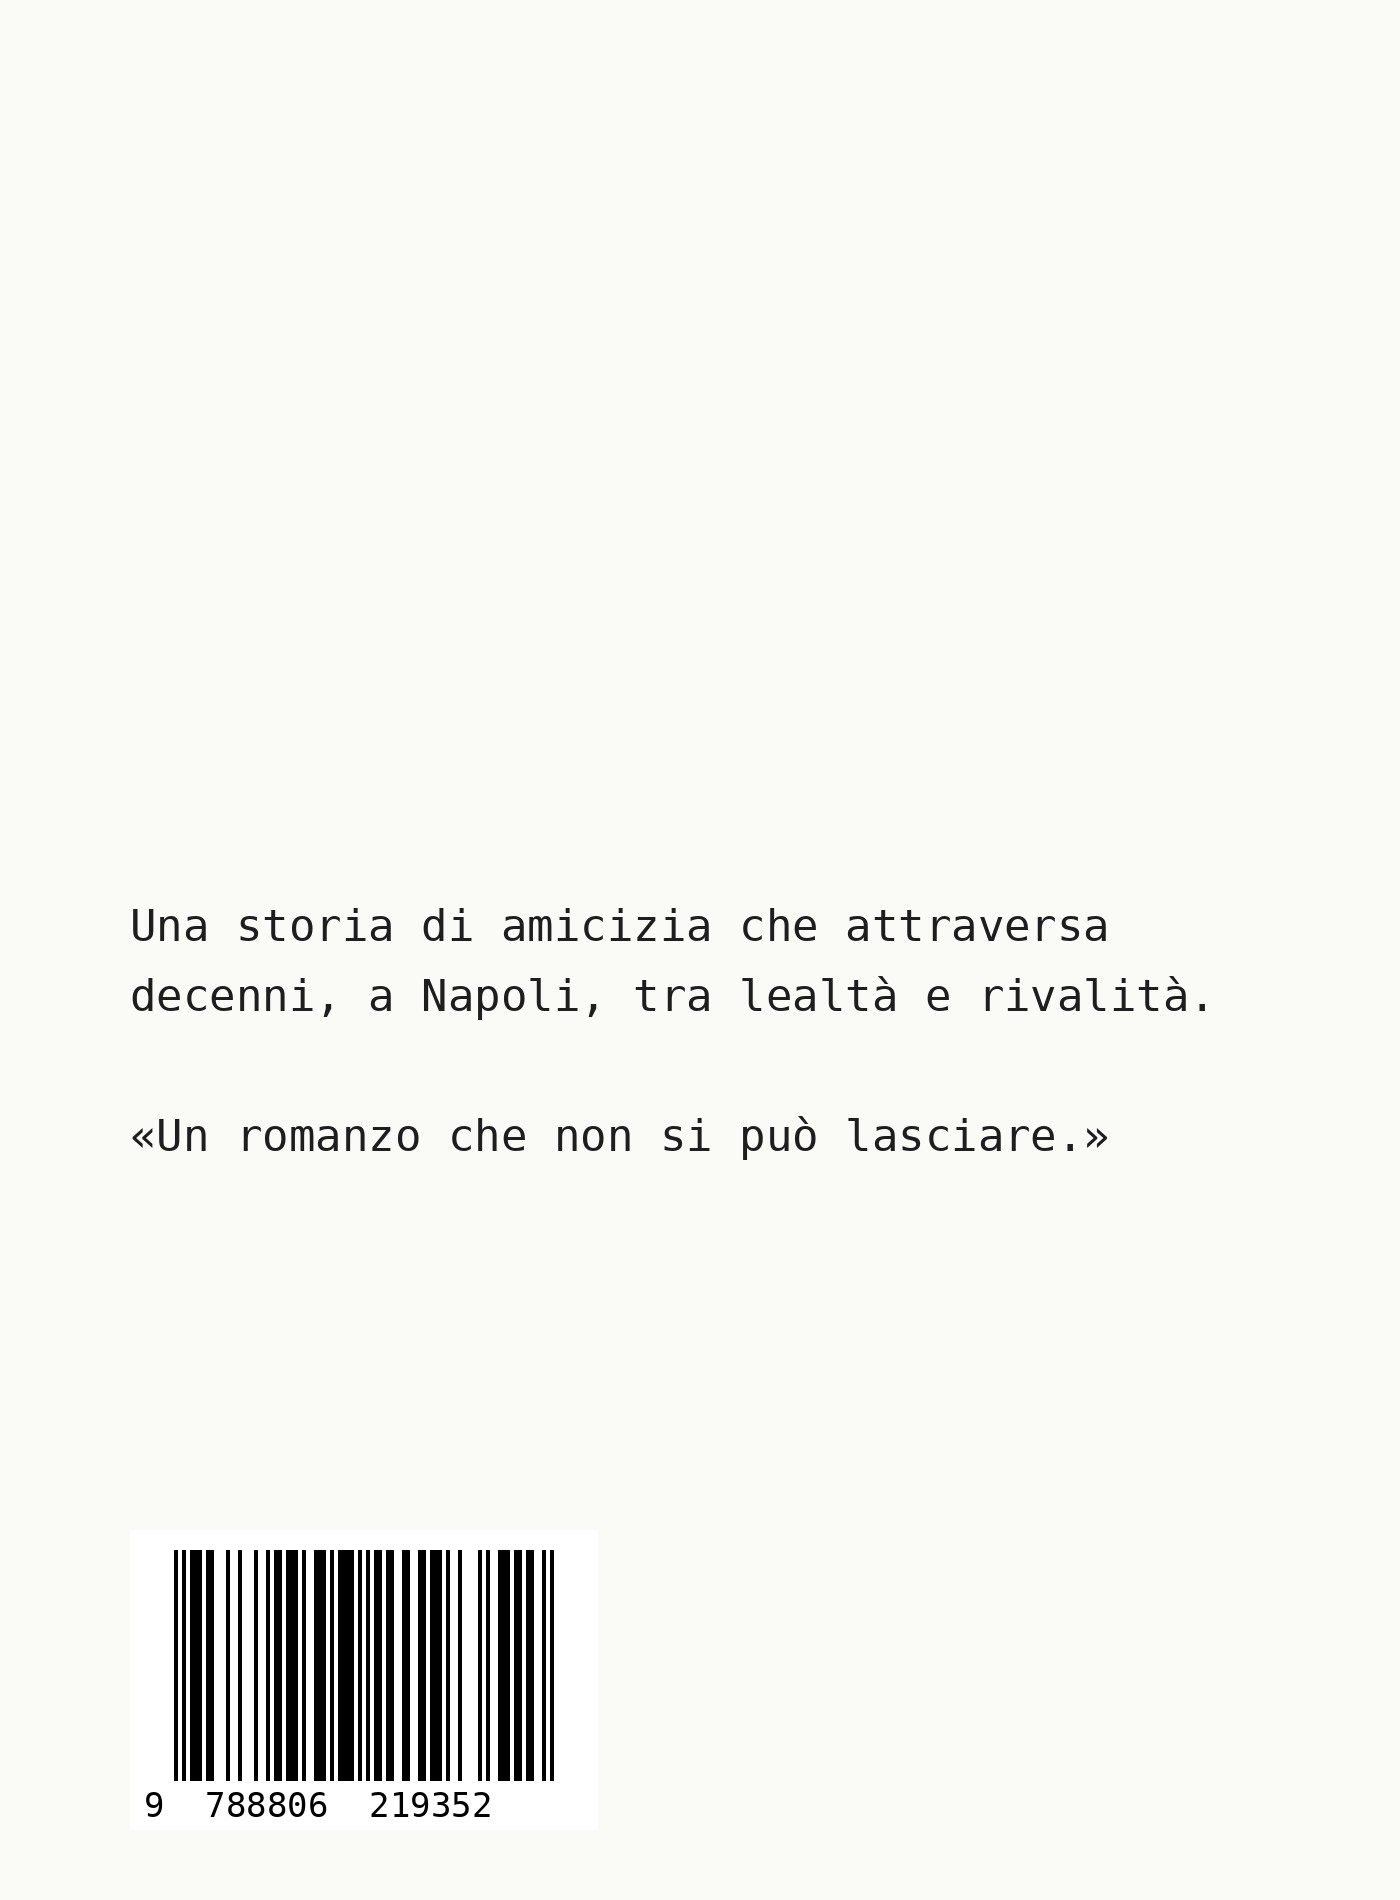 Una storia di amicizia che attraversa
decenni, a Napoli, tra lealtà e rivalità.
«Un romanzo che non si può lasciare.»
9 788806 219352